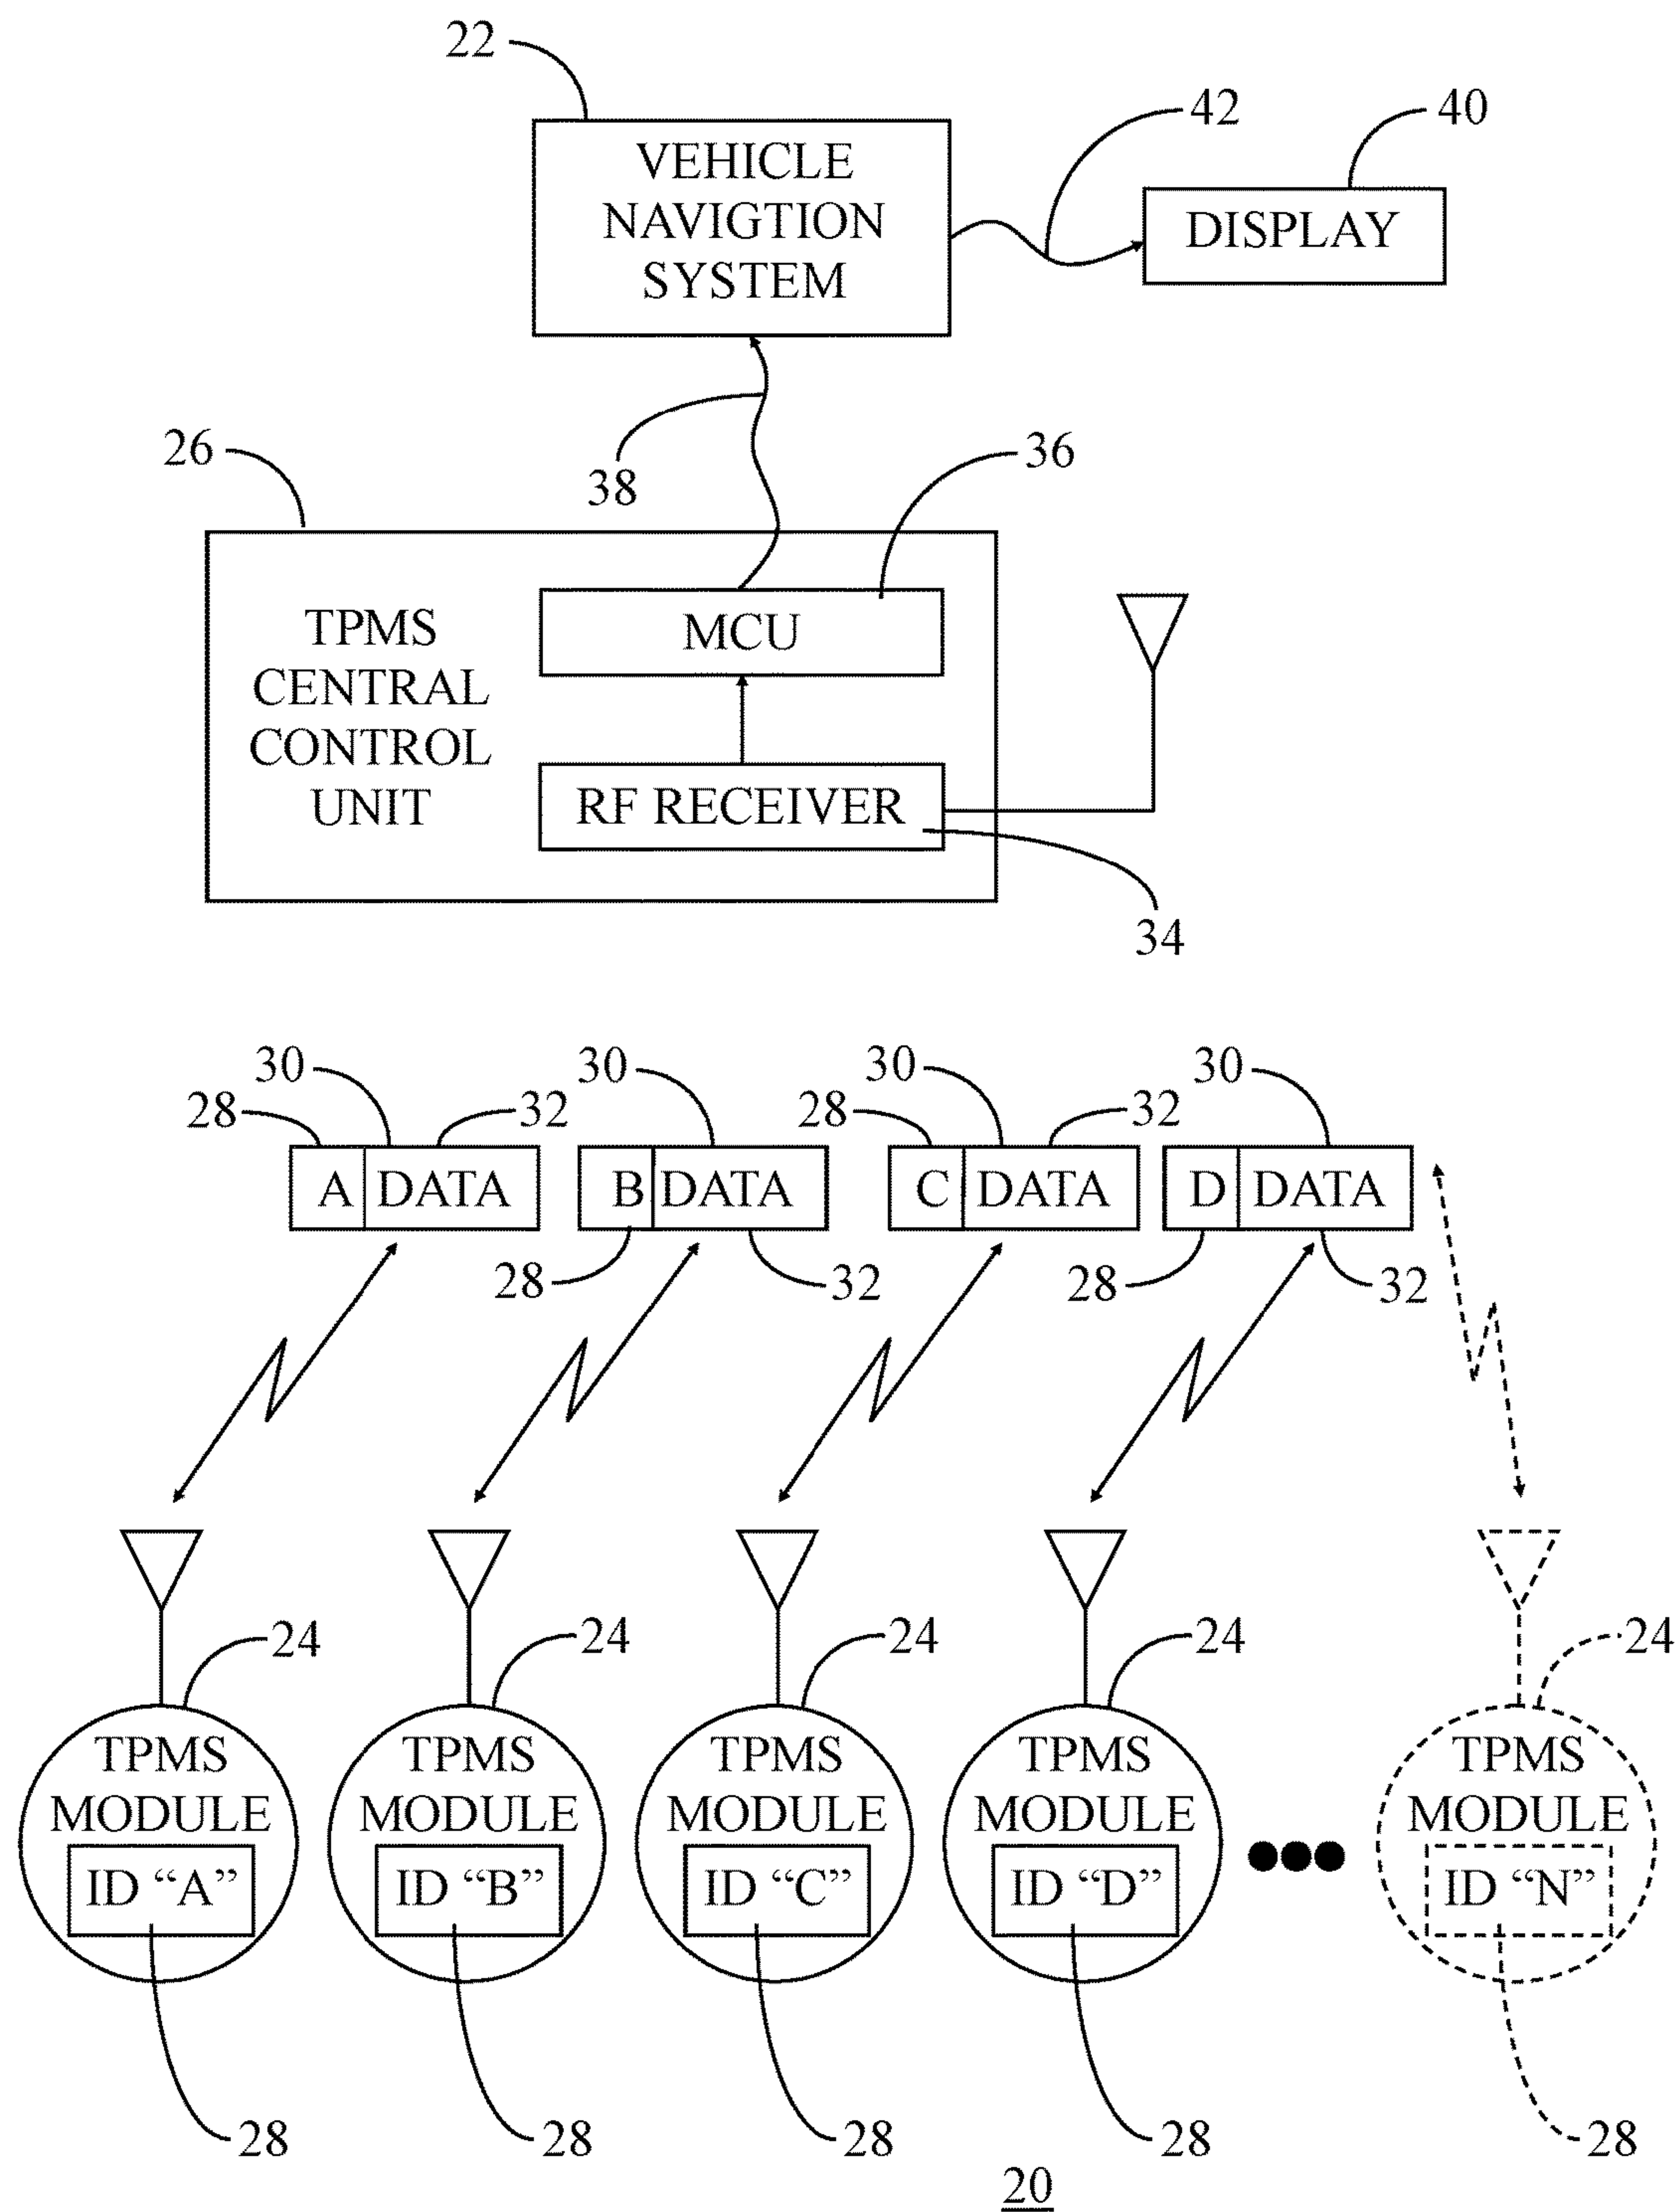 22
42
40
VEHICLE
NAVIGTION
SYSTEM
DISPLAY
26
38
36
TPMS
CENTRAL
CONTROL
UNIT
MCU
RF RECEIVER
34
30 30 30 30
28 32 28 32
A DATA B DATA C DATA D DATA
28 32 28 32
24 24 24 24 24
TPMS
MODULE
ID “A”
TPMS
MODULE
ID “B”
TPMS
MODULE
ID “C”
TPMS
MODULE
ID “D”
TPMS
MODULE
ID “N”
28 28 28 28 28
20